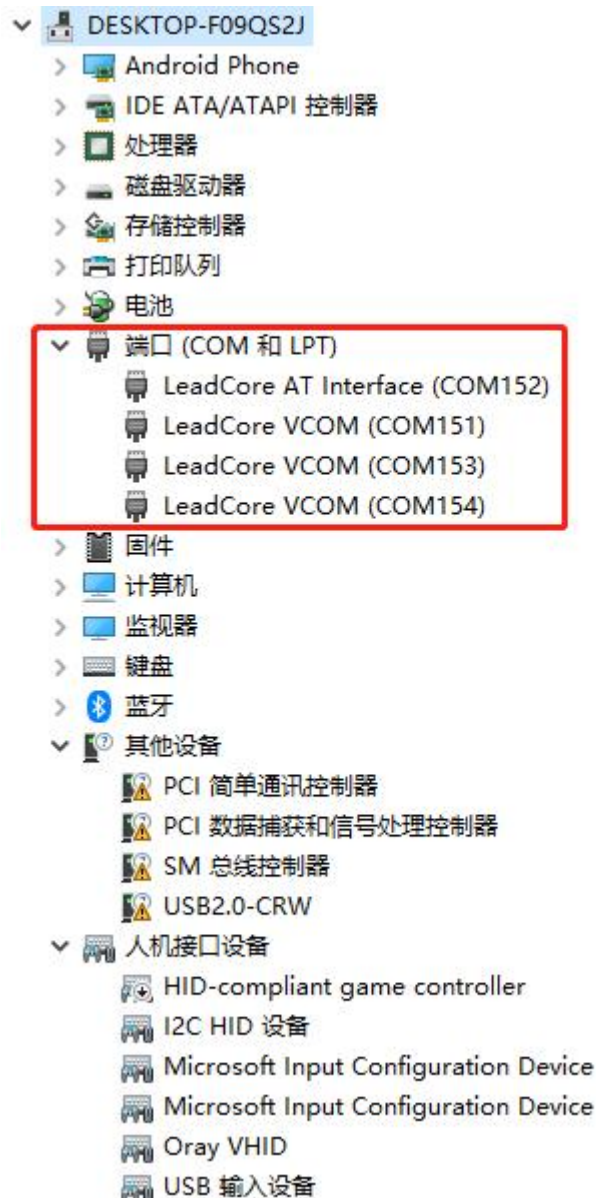 DESKTOP-F09QS2J
Android Phone
IDE ATA/ATAPI 控制器
处理器
磁盘驱动器
存储控制器
打印队列
电池
端口 (COM 和 LPT)
LeadCore AT Interface (COM152)
LeadCore VCOM (COM151)
LeadCore VCOM (COM153)
LeadCore VCOM (COM154)
固件
计算机
监视器
键盘
蓝牙
其他设备
PCI 简单通讯控制器
PCI 数据捕获和信号处理控制器
SM 总线控制器
USB2.0-CRW
人机接口设备
HID-compliant game controller
I2C HID 设备
Microsoft Input Configuration Device
Microsoft Input Configuration Device
Oray VHID
USB 输入设备